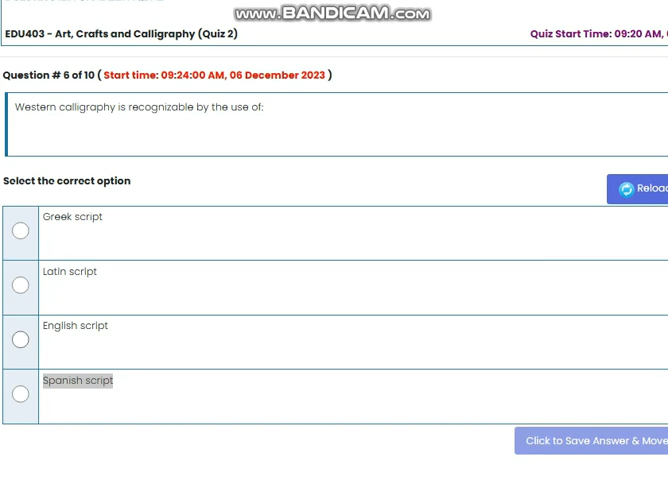 WWW.BANDICAM.COM
EDU403 - Art, Crafts and Calligraphy (Quiz 2) Quiz Start Time: 09:20 AM,
Question # 6 of 10 ( Start time: 09:24:00 AM, 06 December 2023 )
Western calligraphy is recognizable by the use of:
Select the correct option
Reload
Greek script
Latin script
English script
Spanish script
Click to Save Answer & Move